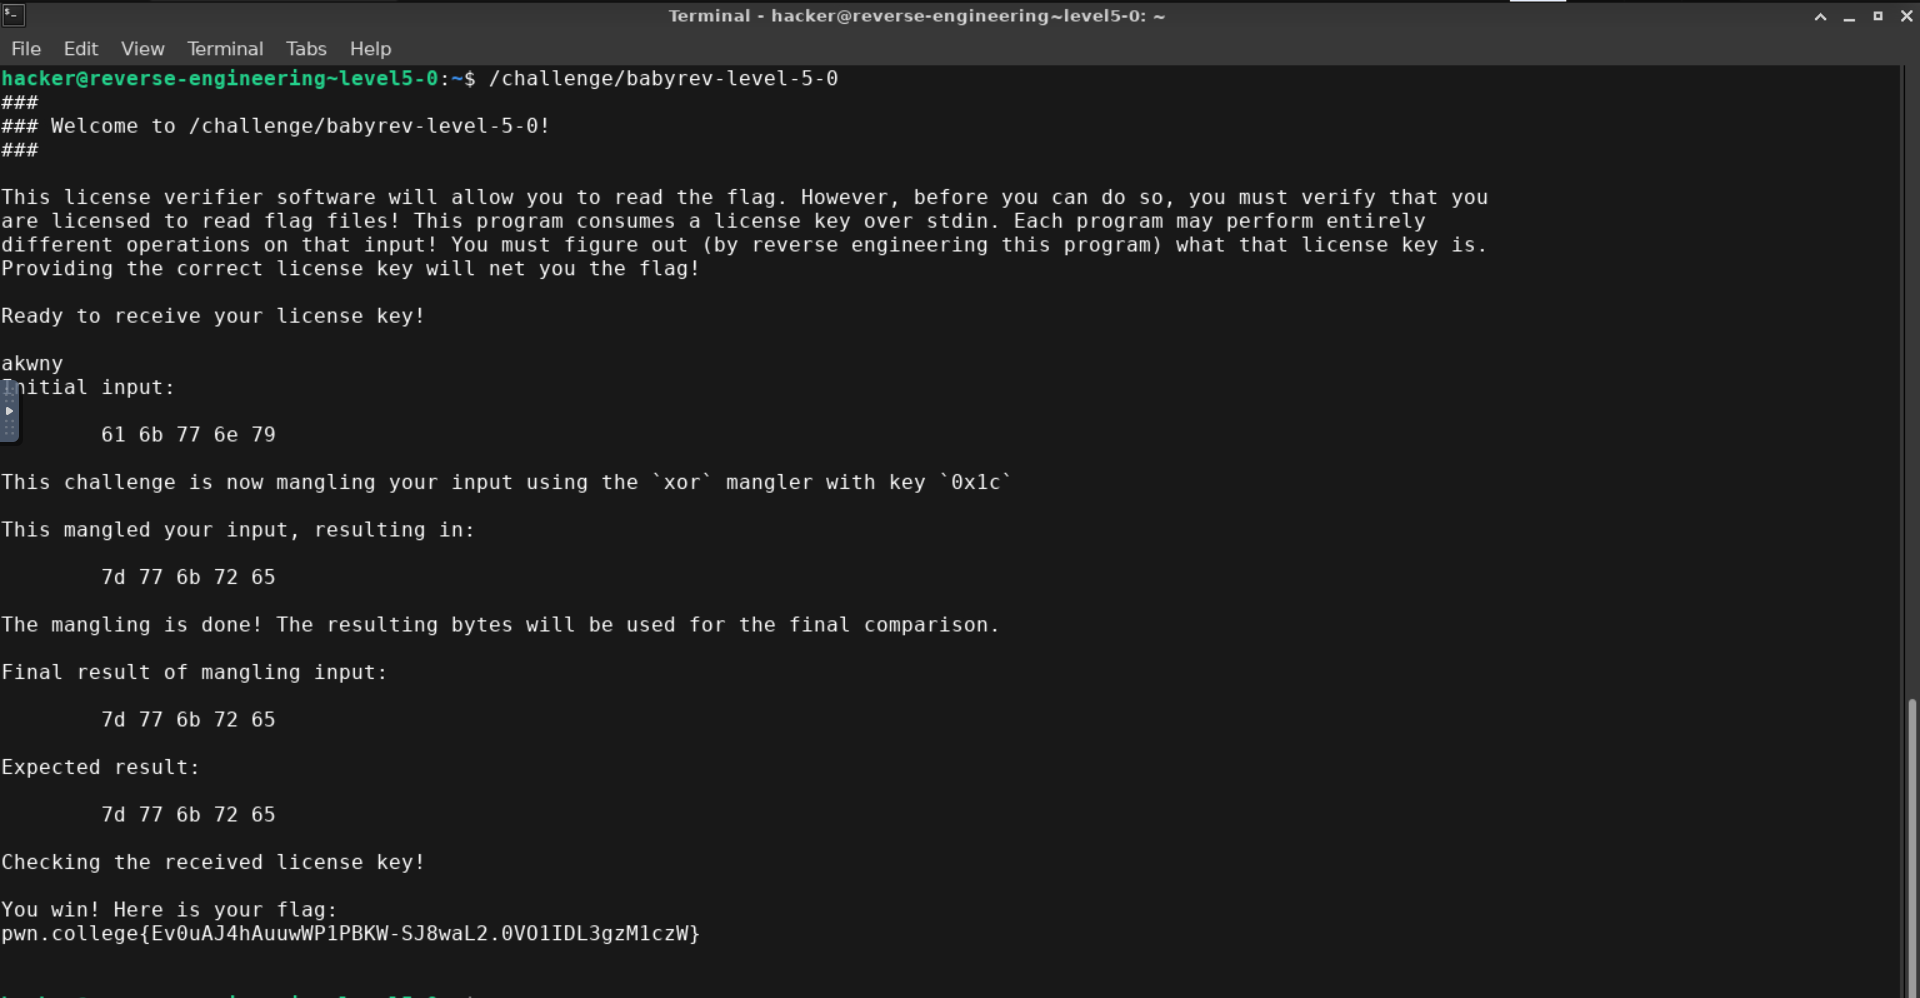 Terminal - hacker@reverse-engineering~level5-0: ~
File Edit View Terminal Tabs Help
hacker@reverse-engineering~level5-0:~$ /challenge/babyrev-level-5-0
###
### Welcome to /challenge/babyrev-level-5-0!
###
This license verifier software will allow you to read the flag. However, before you can do so, you must verify that you
are licensed to read flag files! This program consumes a license key over stdin. Each program may perform entirely
different operations on that input! You must figure out (by reverse engineering this program) what that license key is.
Providing the correct license key will net you the flag!
Ready to receive your license key!
akwny
Initial input:
61 6b 77 6e 79
This challenge is now mangling your input using the `xor` mangler with key `0x1c`
This mangled your input, resulting in:
7d 77 6b 72 65
The mangling is done! The resulting bytes will be used for the final comparison.
Final result of mangling input:
7d 77 6b 72 65
Expected result:
7d 77 6b 72 65
Checking the received license key!
You win! Here is your flag:
pwn.college{Ev0uAJ4hAuuwWP1PBKW-SJ8waL2.0VO1IDL3gzM1czW}